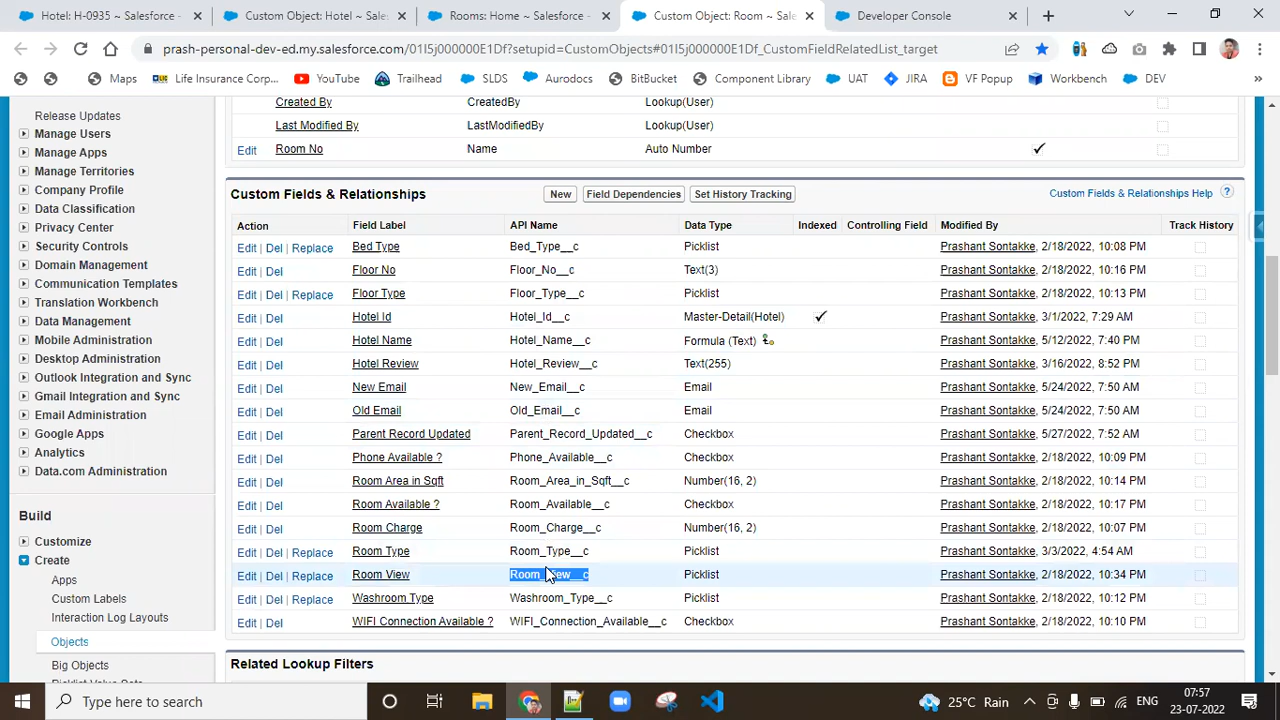 Hotel: H-0935 ~ Salesforce -
Custom Object: Hotel ~ Sale
Rooms: Home ~ Salesforce -
Custom Object: Room ~ Sale
Developer Console
prash-personal-dev-ed.my.salesforce.com/01I5j000000E1Df?setupid=CustomObjects#01I5j000000E1Df_CustomFieldRelatedList_target
Maps
Life Insurance Corp...
YouTube
Trailhead
SLDS
Aurodocs
BitBucket
Component Library
UAT
JIRA
VF Popup
Workbench
DEV
Release Updates
Manage Users
Manage Apps
Manage Territories
Company Profile
Data Classification
Privacy Center
Security Controls
Domain Management
Communication Templates
Translation Workbench
Data Management
Mobile Administration
Desktop Administration
Outlook Integration and Sync
Gmail Integration and Sync
Email Administration
Google Apps
Analytics
Data.com Administration
Build
Customize
Create
Apps
Custom Labels
Interaction Log Layouts
Objects
Big Objects
Picklist Value Sets
Created By CreatedBy Lookup(User)
Last Modified By LastModifiedBy Lookup(User)
Edit Room No Name Auto Number
Custom Fields & Relationships New Field Dependencies Set History Tracking Custom Fields & Relationships Help ?
Action Field Label API Name Data Type Indexed Controlling Field Modified By Track History
Edit | Del | Replace Bed Type Bed_Type__c Picklist Prashant Sontakke, 2/18/2022, 10:08 PM
Edit | Del Floor No Floor_No__c Text(3) Prashant Sontakke, 2/18/2022, 10:16 PM
Edit | Del | Replace Floor Type Floor_Type__c Picklist Prashant Sontakke, 2/18/2022, 10:13 PM
Edit | Del Hotel Id Hotel_Id__c Master-Detail(Hotel) Prashant Sontakke, 3/1/2022, 7:29 AM
Edit | Del Hotel Name Hotel_Name__c Formula (Text) Prashant Sontakke, 5/12/2022, 7:40 PM
Edit | Del Hotel Review Hotel_Review__c Text(255) Prashant Sontakke, 3/16/2022, 8:52 PM
Edit | Del New Email New_Email__c Email Prashant Sontakke, 5/24/2022, 7:50 AM
Edit | Del Old Email Old_Email__c Email Prashant Sontakke, 5/24/2022, 7:50 AM
Edit | Del Parent Record Updated Parent_Record_Updated__c Checkbox Prashant Sontakke, 5/27/2022, 7:52 AM
Edit | Del Phone Available ? Phone_Available__c Checkbox Prashant Sontakke, 2/18/2022, 10:09 PM
Edit | Del Room Area in Sqft Room_Area_in_Sqft__c Number(16, 2) Prashant Sontakke, 2/18/2022, 10:14 PM
Edit | Del Room Available ? Room_Available__c Checkbox Prashant Sontakke, 2/18/2022, 10:17 PM
Edit | Del Room Charge Room_Charge__c Number(16, 2) Prashant Sontakke, 2/18/2022, 10:07 PM
Edit | Del | Replace Room Type Room_Type__c Picklist Prashant Sontakke, 3/3/2022, 4:54 AM
Edit | Del | Replace Room View Room_View__c Picklist Prashant Sontakke, 2/18/2022, 10:34 PM
Edit | Del | Replace Washroom Type Washroom_Type__c Picklist Prashant Sontakke, 2/18/2022, 10:12 PM
Edit | Del WIFI Connection Available ? WIFI_Connection_Available__c Checkbox Prashant Sontakke, 2/18/2022, 10:10 PM
Related Lookup Filters
Type here to search
25°C Rain
ENG
07:57
23-07-2022